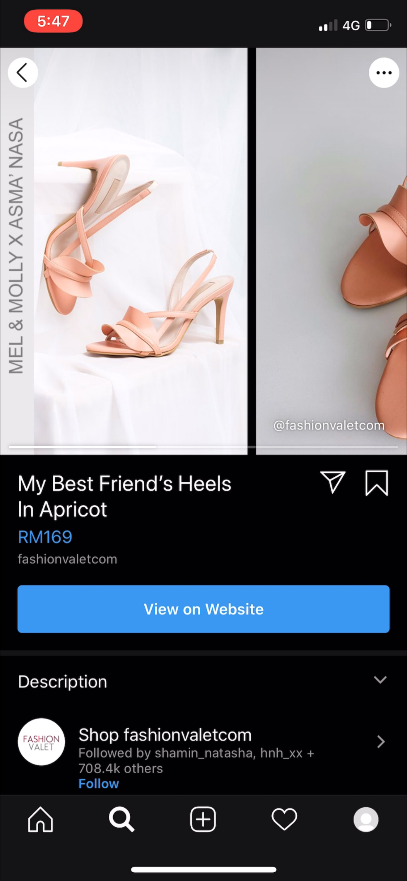 5:47
4G
MEL & MOLLY X ASMA' NASA
@fashionvaletcom
My Best Friend's Heels
In Apricot
RM169
fashionvaletcom
View on Website
Description
FASHION
VALET
Shop fashionvaletcom
Followed by shamin_natasha, hnh_xx +
708.4k others
Follow